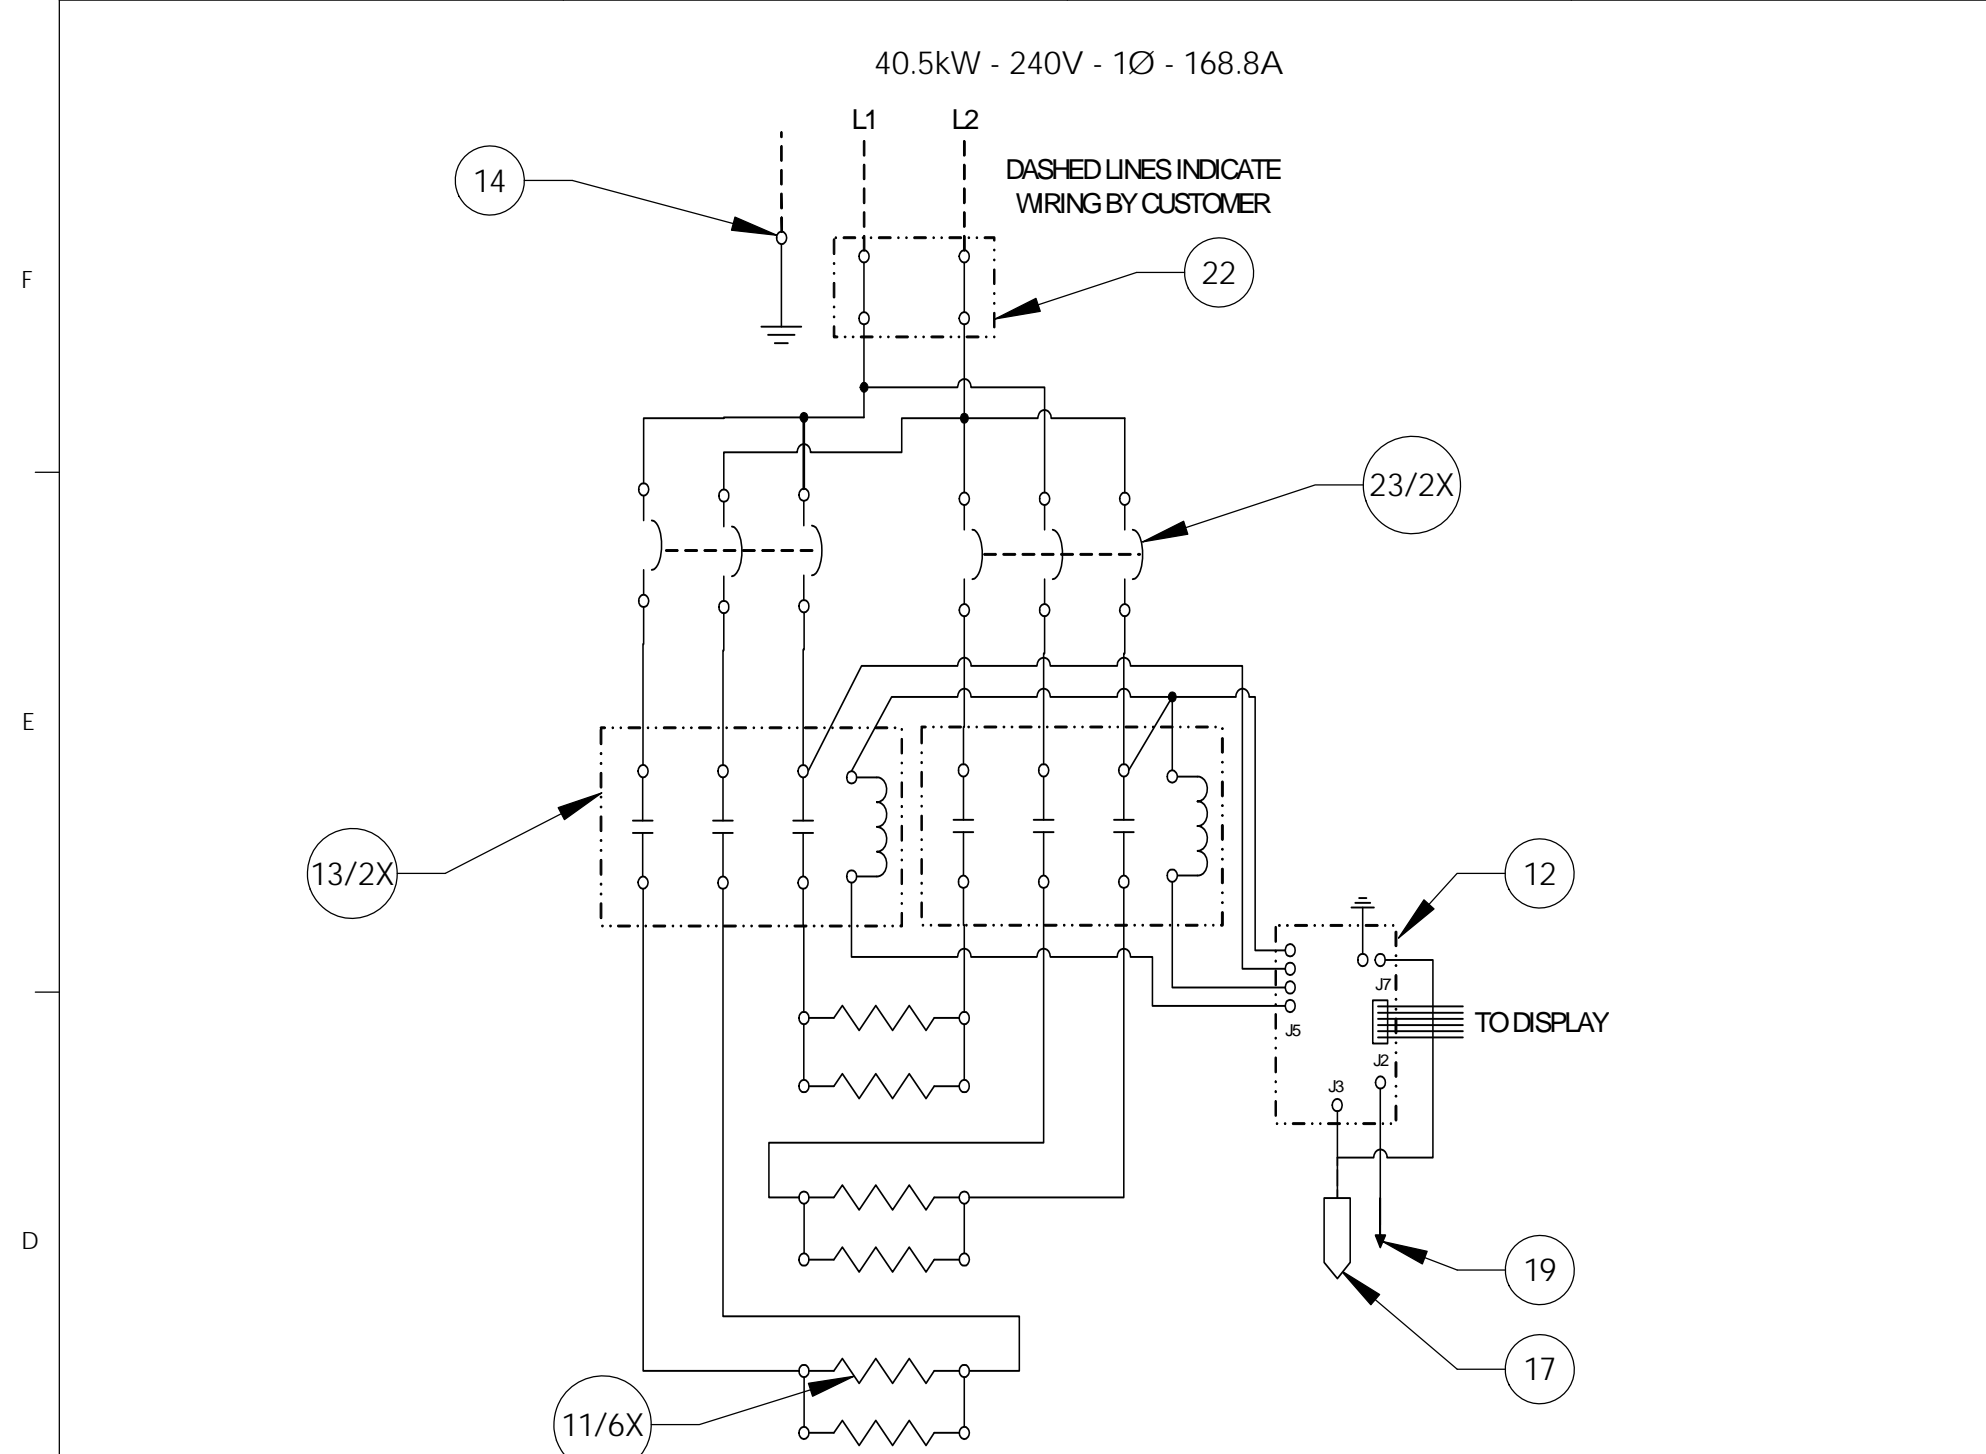 40.5kW - 240V - 1Ø - 168.8A
L1 L2
DASHED LINES INDICATE
WIRING BY CUSTOMER
14
22
F
23/2X
E
13/2X
12
J7
J5
TO DISPLAY
J2
J3
D
19
17
11/6X